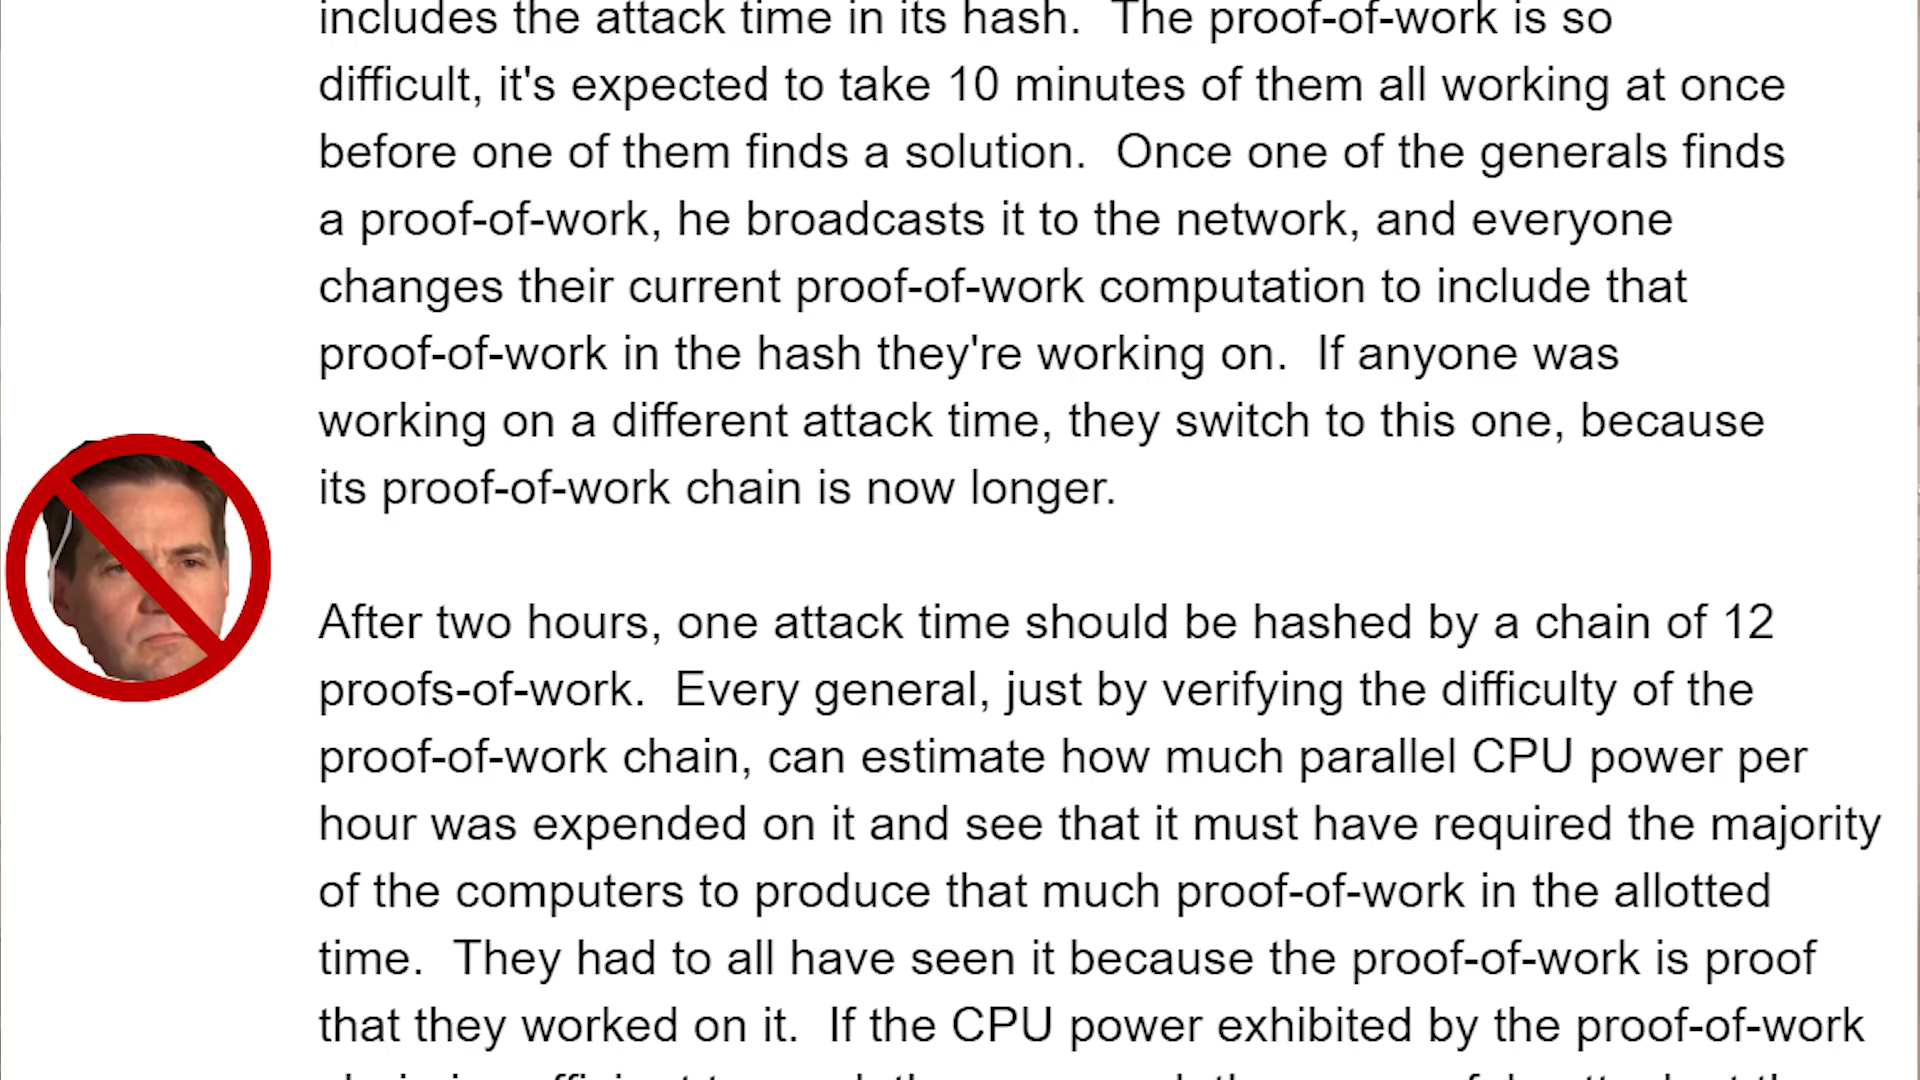 includes the attack time in its hash.  The proof-of-work is so
difficult, it's expected to take 10 minutes of them all working at once
before one of them finds a solution.  Once one of the generals finds
a proof-of-work, he broadcasts it to the network, and everyone
changes their current proof-of-work computation to include that
proof-of-work in the hash they're working on.  If anyone was
working on a different attack time, they switch to this one, because
its proof-of-work chain is now longer.
After two hours, one attack time should be hashed by a chain of 12
proofs-of-work.  Every general, just by verifying the difficulty of the
proof-of-work chain, can estimate how much parallel CPU power per
hour was expended on it and see that it must have required the majority
of the computers to produce that much proof-of-work in the allotted
time.  They had to all have seen it because the proof-of-work is proof
that they worked on it.  If the CPU power exhibited by the proof-of-work